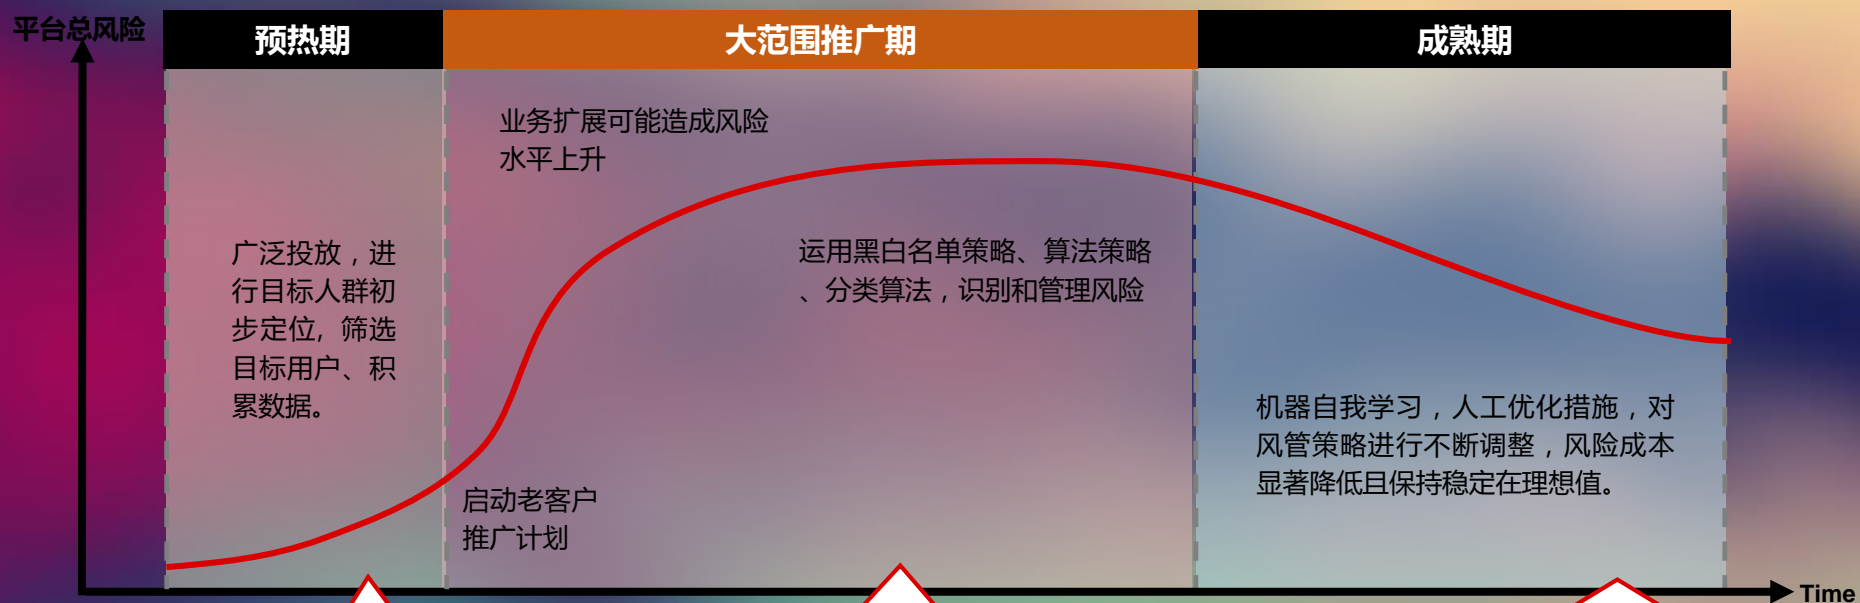 平台总风险
预热期
大范围推广期
成熟期
业务扩展可能造成风险
水平上升
广泛投放，进
行目标人群初
步定位，筛选
目标用户、积
累数据。
运用黑白名单策略、算法策略
、分类算法，识别和管理风险
机器自我学习，人工优化措施，对
风管策略进行不断调整，风险成本
显著降低且保持稳定在理想值。
启动老客户
推广计划
Time